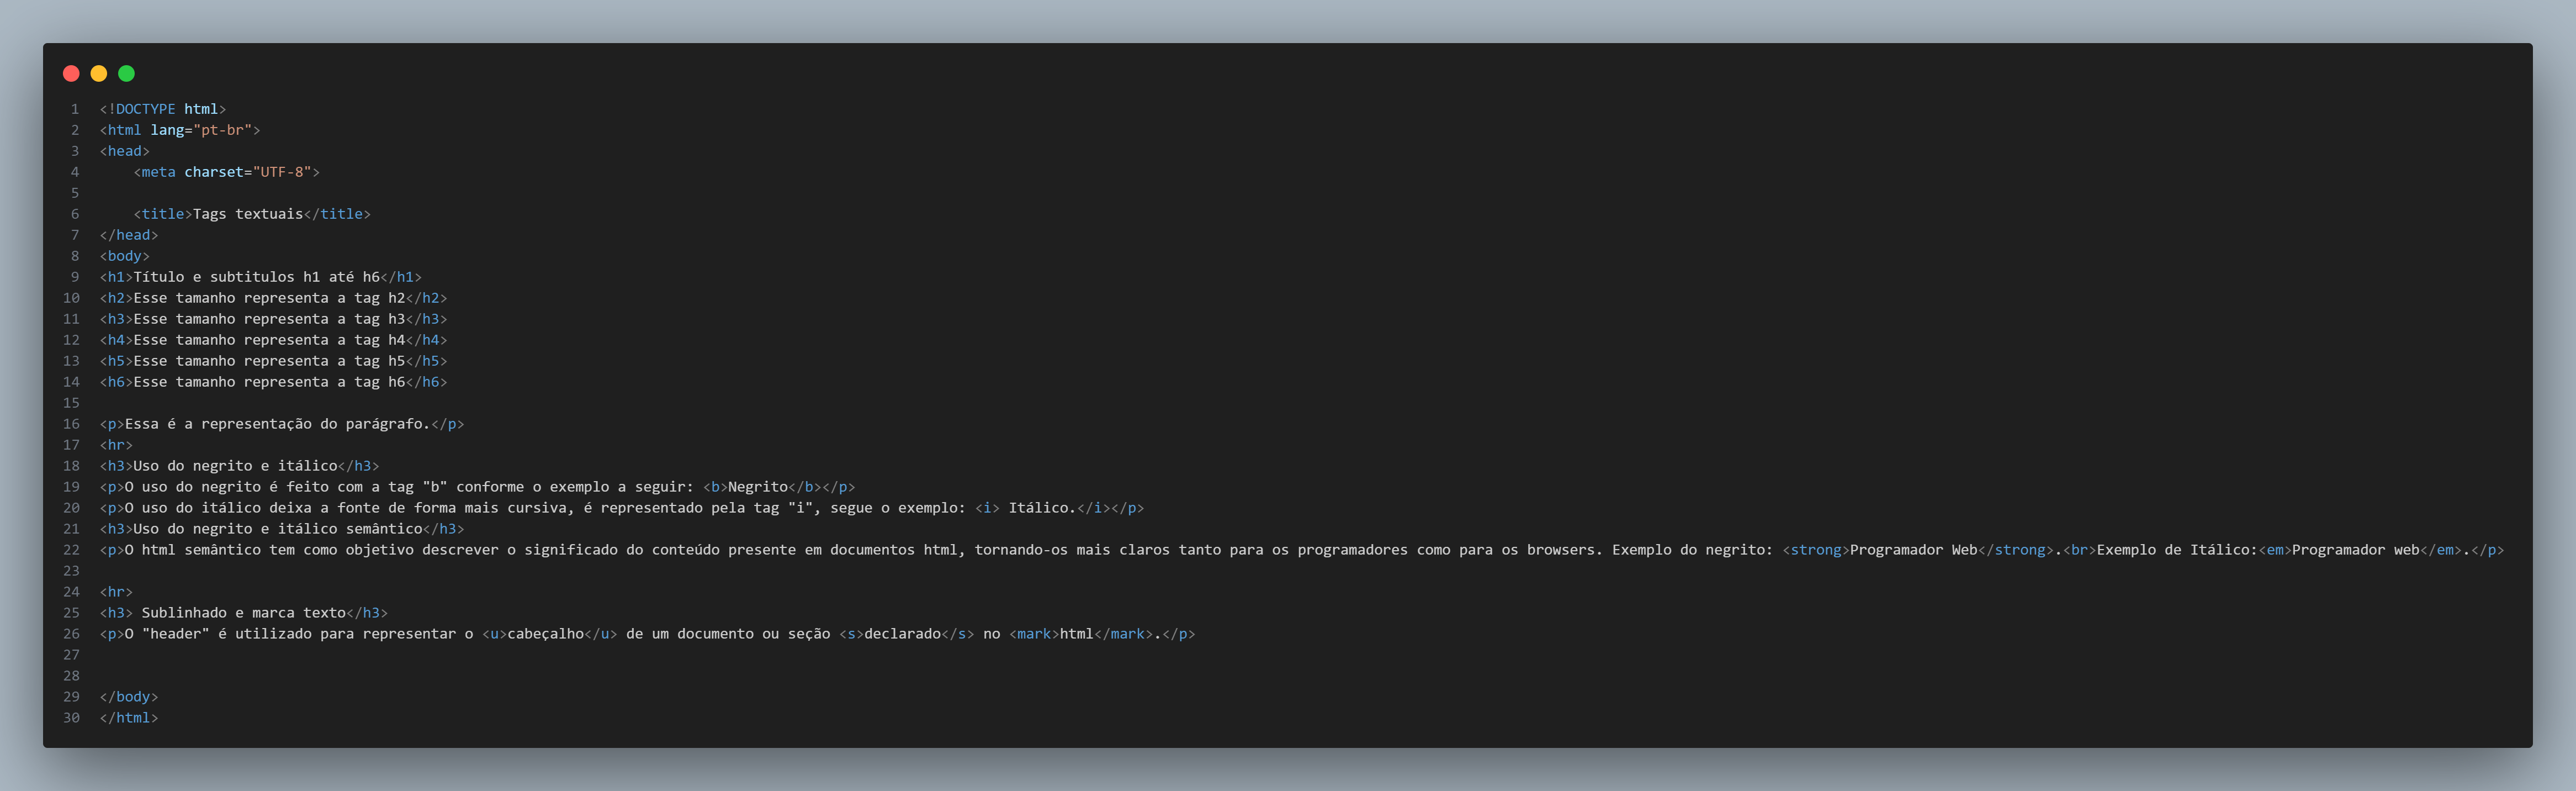 1 <!DOCTYPE html>
2 <html lang="pt-br">
3 <head>
4     <meta charset="UTF-8">
5
6     <title>Tags textuais</title>
7 </head>
8 <body>
9 <h1>Título e subtitulos h1 até h6</h1>
10 <h2>Esse tamanho representa a tag h2</h2>
11 <h3>Esse tamanho representa a tag h3</h3>
12 <h4>Esse tamanho representa a tag h4</h4>
13 <h5>Esse tamanho representa a tag h5</h5>
14 <h6>Esse tamanho representa a tag h6</h6>
15
16 <p>Essa é a representação do parágrafo.</p>
17 <hr>
18 <h3>Uso do negrito e itálico</h3>
19 <p>O uso do negrito é feito com a tag "b" conforme o exemplo a seguir: <b>Negrito</b></p>
20 <p>O uso do itálico deixa a fonte de forma mais cursiva, é representado pela tag "i", segue o exemplo: <i> Itálico.</i></p>
21 <h3>Uso do negrito e itálico semântico</h3>
22 <p>O html semântico tem como objetivo descrever o significado do conteúdo presente em documentos html, tornando-os mais claros tanto para os programadores como para os browsers. Exemplo do negrito: <strong>Programador Web</strong>.<br>Exemplo de Itálico:<em>Programador web</em>.</p>
23
24 <hr>
25 <h3> Sublinhado e marca texto</h3>
26 <p>O "header" é utilizado para representar o <u>cabeçalho</u> de um documento ou seção <s>declarado</s> no <mark>html</mark>.</p>
27
28
29 </body>
30 </html>